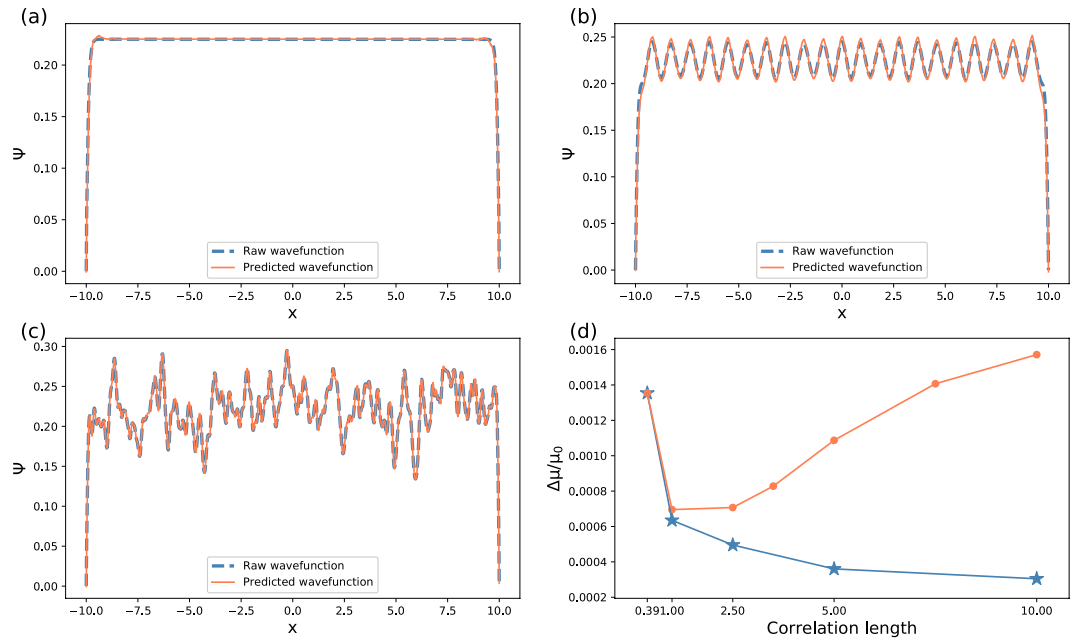 (a)
0.20
0.15
Ψ
0.10
0.05
0.00
Raw wavefunction
Predicted wavefunction
−10.0 −7.5 −5.0 −2.5 0.0 2.5 5.0 7.5 10.0
x
(b)
0.25
0.20
0.15
Ψ
0.10
0.05
0.00
Raw wavefunction
Predicted wavefunction
−10.0 −7.5 −5.0 −2.5 0.0 2.5 5.0 7.5 10.0
x
(c)
0.30
0.25
0.20
0.15
Ψ
0.10
0.05
0.00
Raw wavefunction
Predicted wavefunction
−10.0 −7.5 −5.0 −2.5 0.0 2.5 5.0 7.5 10.0
x
(d)
0.0016
0.0014
0.0012
0.0010
Δμ/μ₀
0.0008
0.0006
0.0004
0.0002
0.391.00 2.50 5.00 10.00
Correlation length